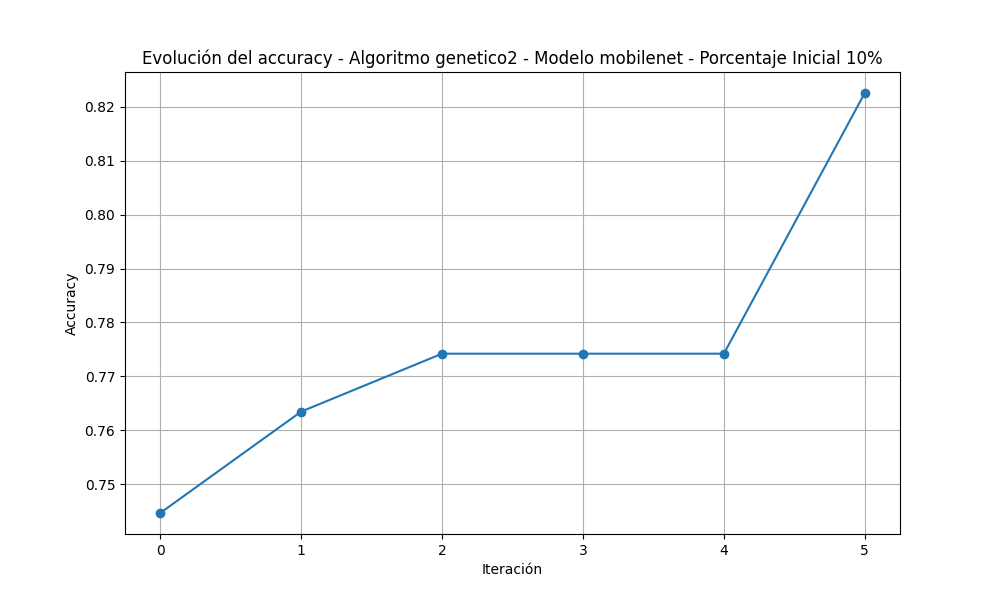 Evolución del accuracy - Algoritmo genetico2 - Modelo mobilenet - Porcentaje Inicial 10%
0.82
0.81
0.80
0.79
0.78
0.77
0.76
0.75
Accuracy
0 1 2 3 4 5
Iteración